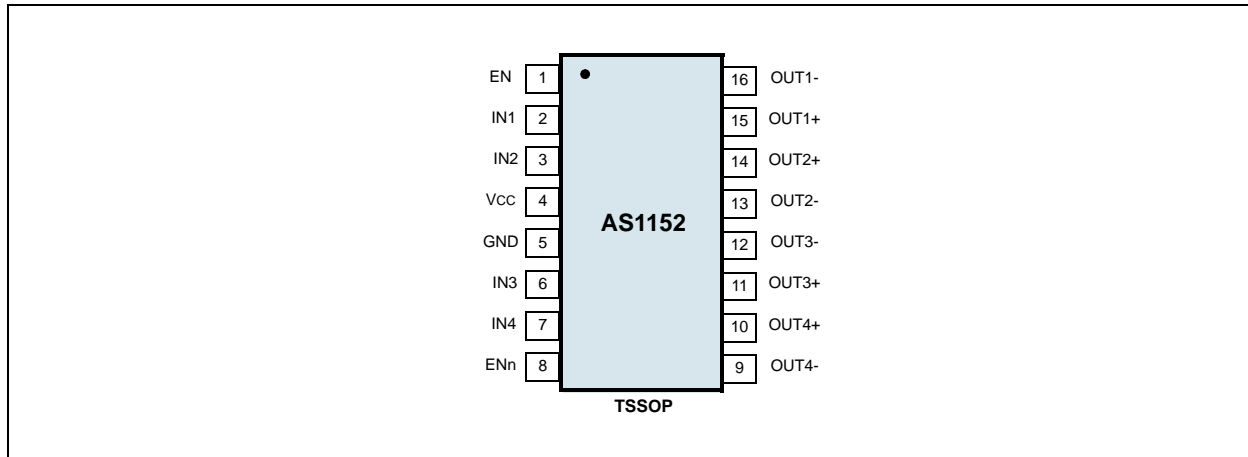 EN 1 16 OUT1-
IN1 2 15 OUT1+
IN2 3 14 OUT2+
VCC 4 13 OUT2-
AS1152
GND 5 12 OUT3-
IN3 6 11 OUT3+
IN4 7 10 OUT4+
ENn 8 9 OUT4-
TSSOP